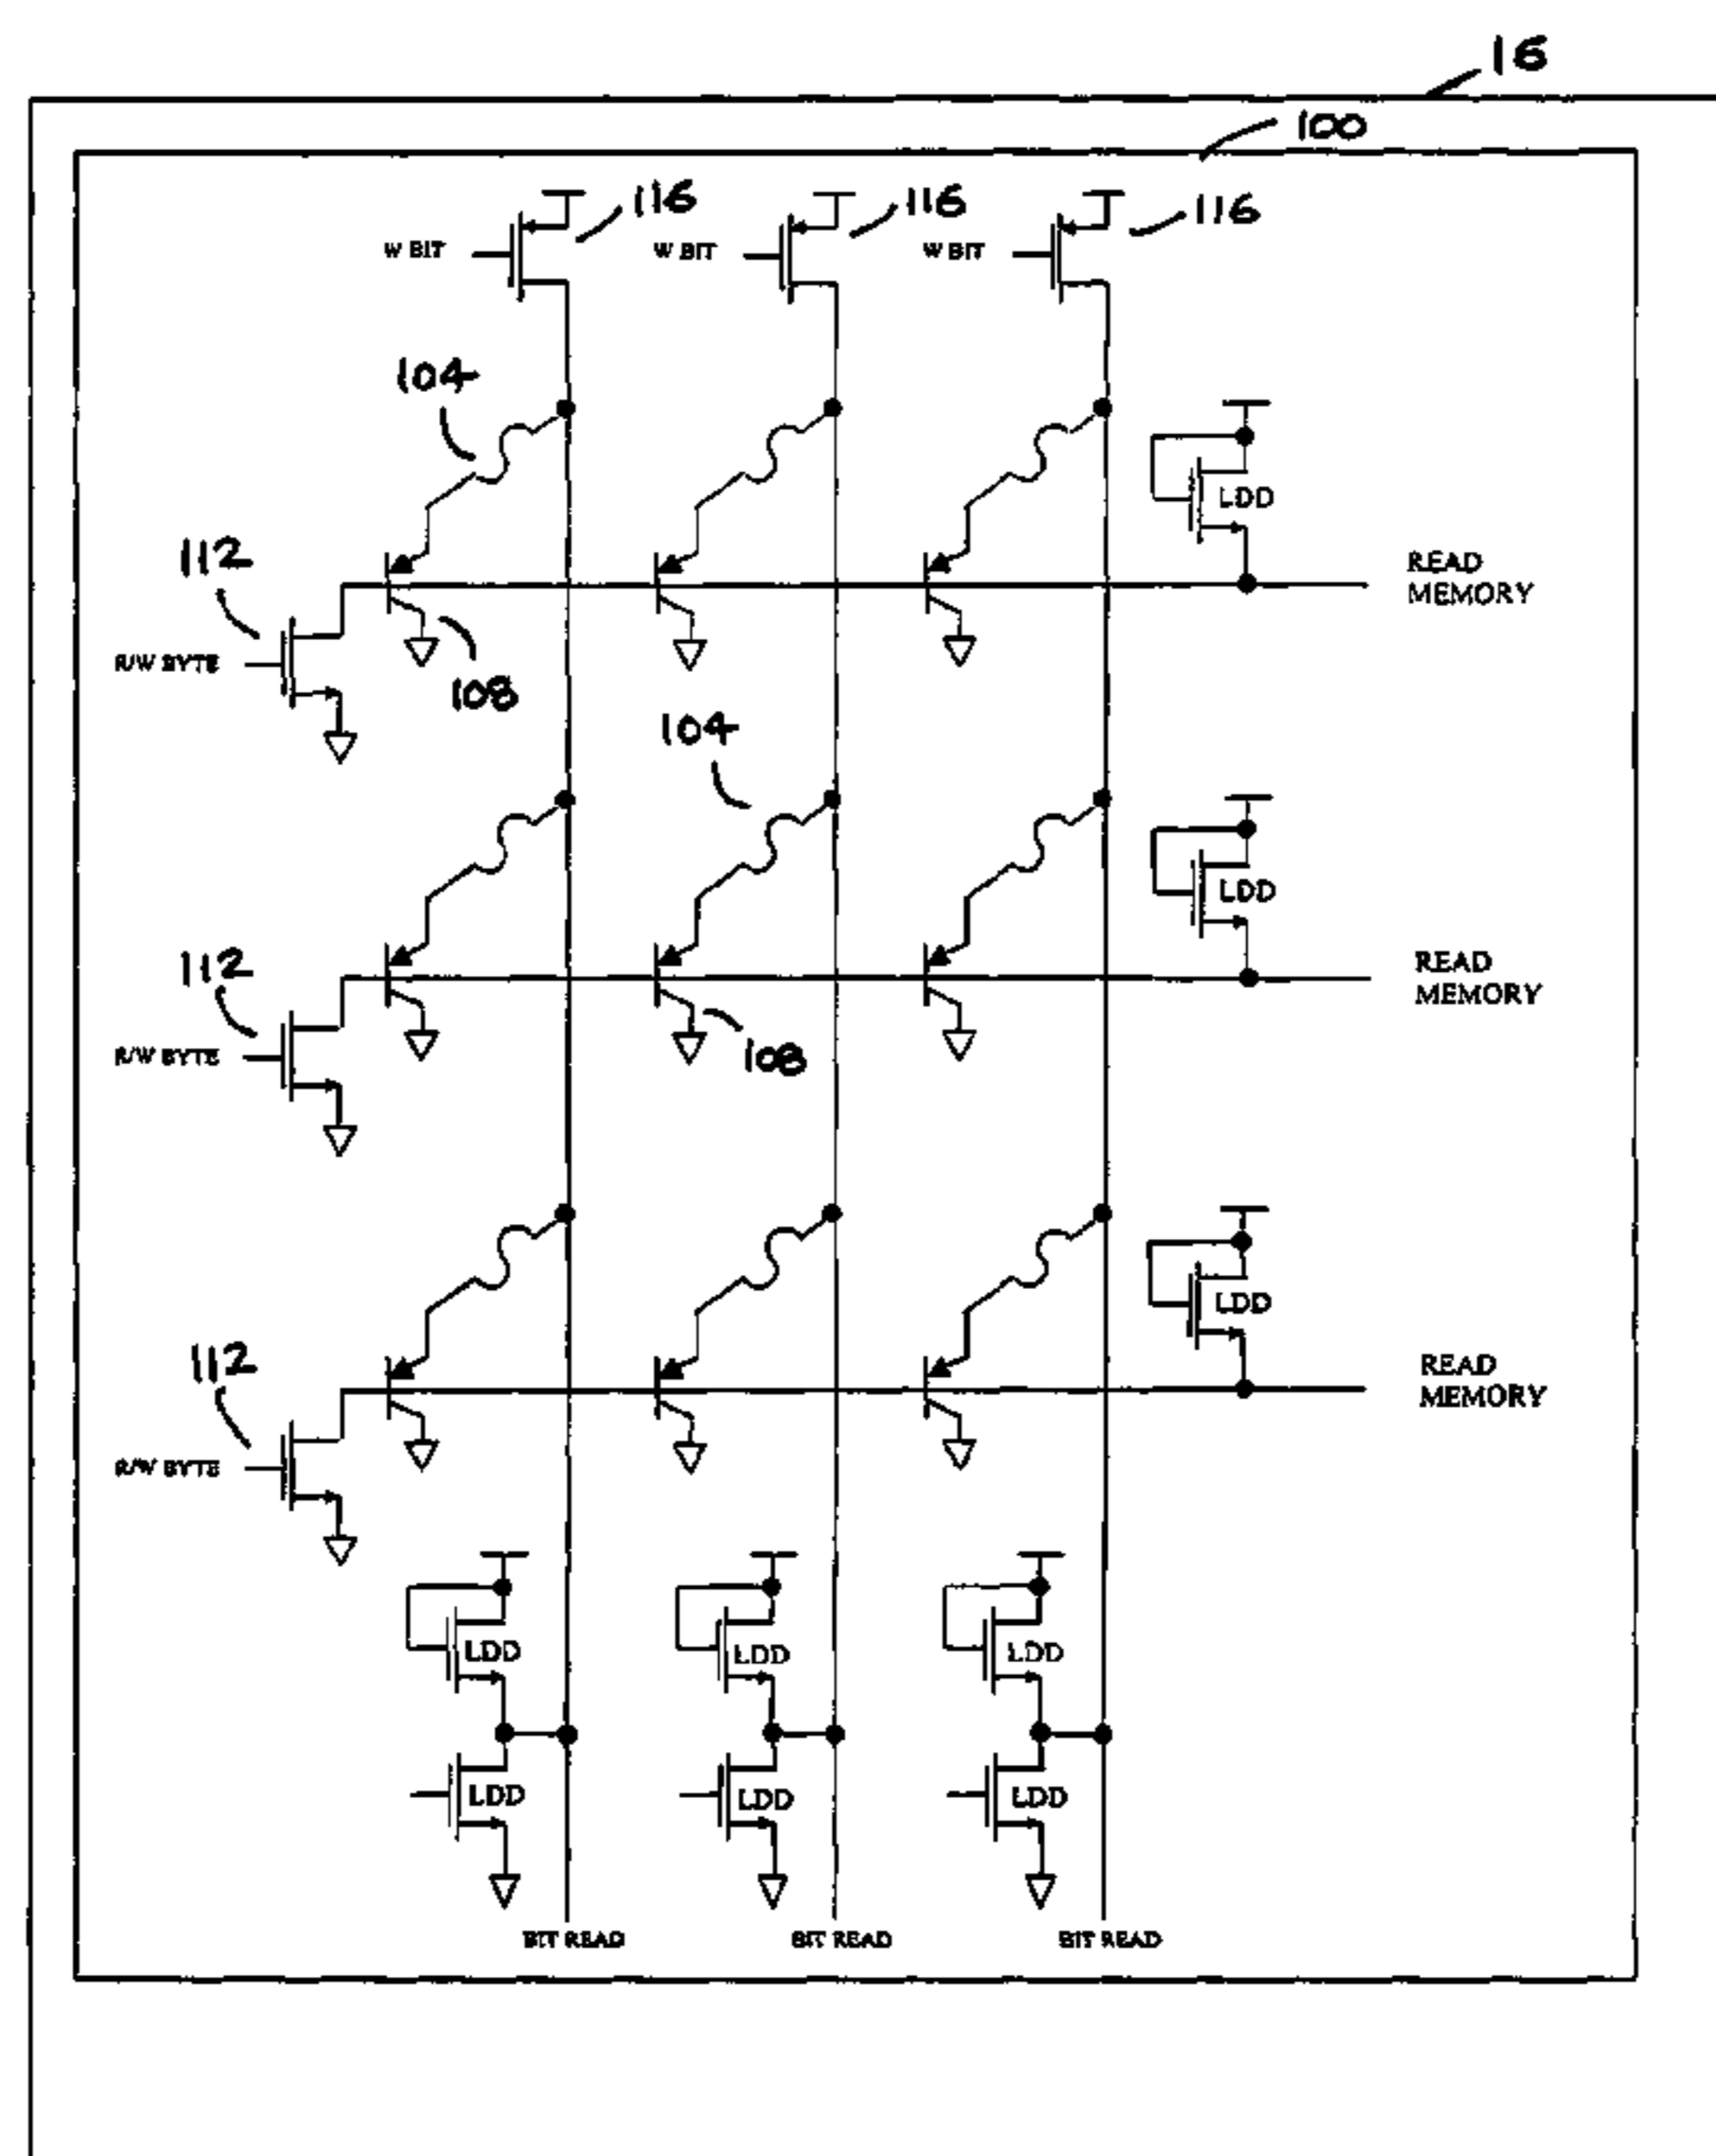 16
100
116
116
116
W BIT
W BIT
W BIT
104
LDD
112
READ
MEMORY
R/W BYTE
108
104
LDD
112
READ
MEMORY
R/W BYTE
108
LDD
112
READ
MEMORY
R/W BYTE
LDD
LDD
LDD
LDD
LDD
LDD
BIT READ
BIT READ
BIT READ